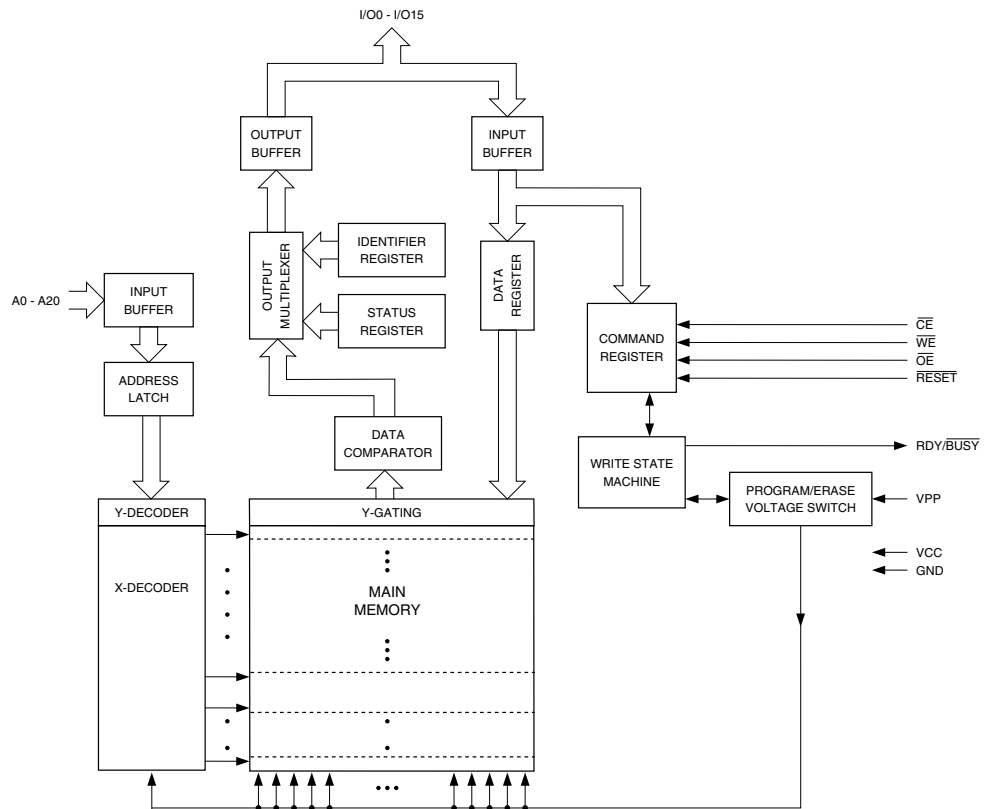 I/O0 - I/O15
OUTPUT
BUFFER
INPUT
BUFFER
OUTPUT
MULTIPLEXER
IDENTIFIER
REGISTER
STATUS
REGISTER
DATA
REGISTER
A0 - A20
INPUT
BUFFER
ADDRESS
LATCH
COMMAND
REGISTER
CE
WE
OE
RESET
DATA
COMPARATOR
WRITE STATE
MACHINE
RDY/BUSY
PROGRAM/ERASE
VOLTAGE SWITCH
VPP
VCC
GND
Y-DECODER
Y-GATING
X-DECODER
MAIN
MEMORY